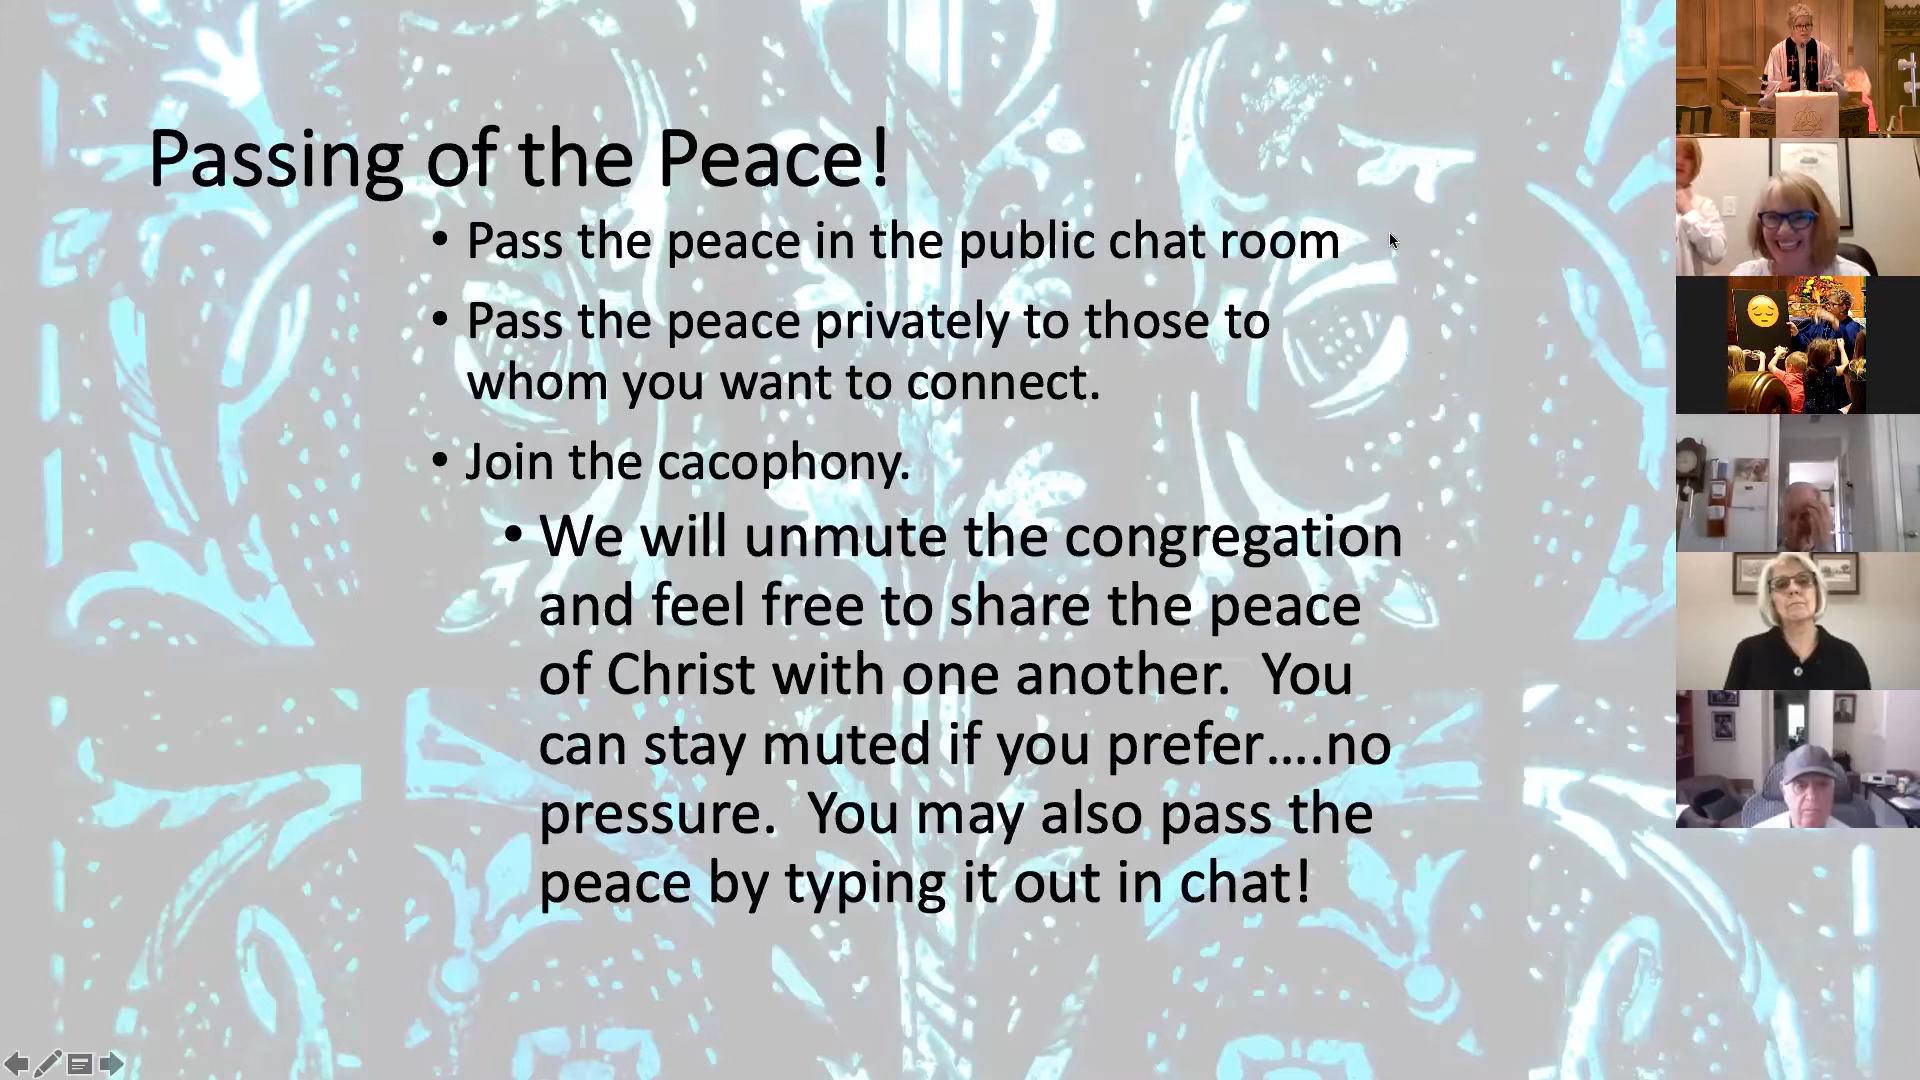 Passing of the Peace!
• Pass the peace in the public chat room
• Pass the peace privately to those to
whom you want to connect.
• Join the cacophony.
• We will unmute the congregation
and feel free to share the peace
of Christ with one another.  You
can stay muted if you prefer....no
pressure.  You may also pass the
peace by typing it out in chat!